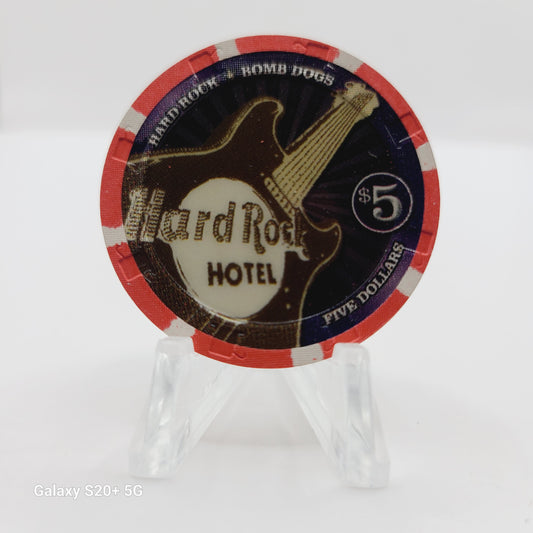 HARD ROCK ★ BOMB DOGS
Hard Rock
HOTEL
$5
FIVE DOLLARS
Galaxy S20+ 5G